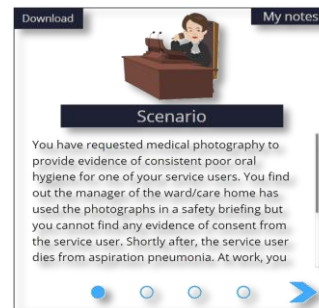 Download
My notes
Scenario
You have requested medical photography to
provide evidence of consistent poor oral
hygiene for one of your service users. You find
out the manager of the ward/care home has
used the photographs in a safety briefing but
you cannot find any evidence of consent from
the service user. Shortly after, the service user
dies from aspiration pneumonia. At work, you